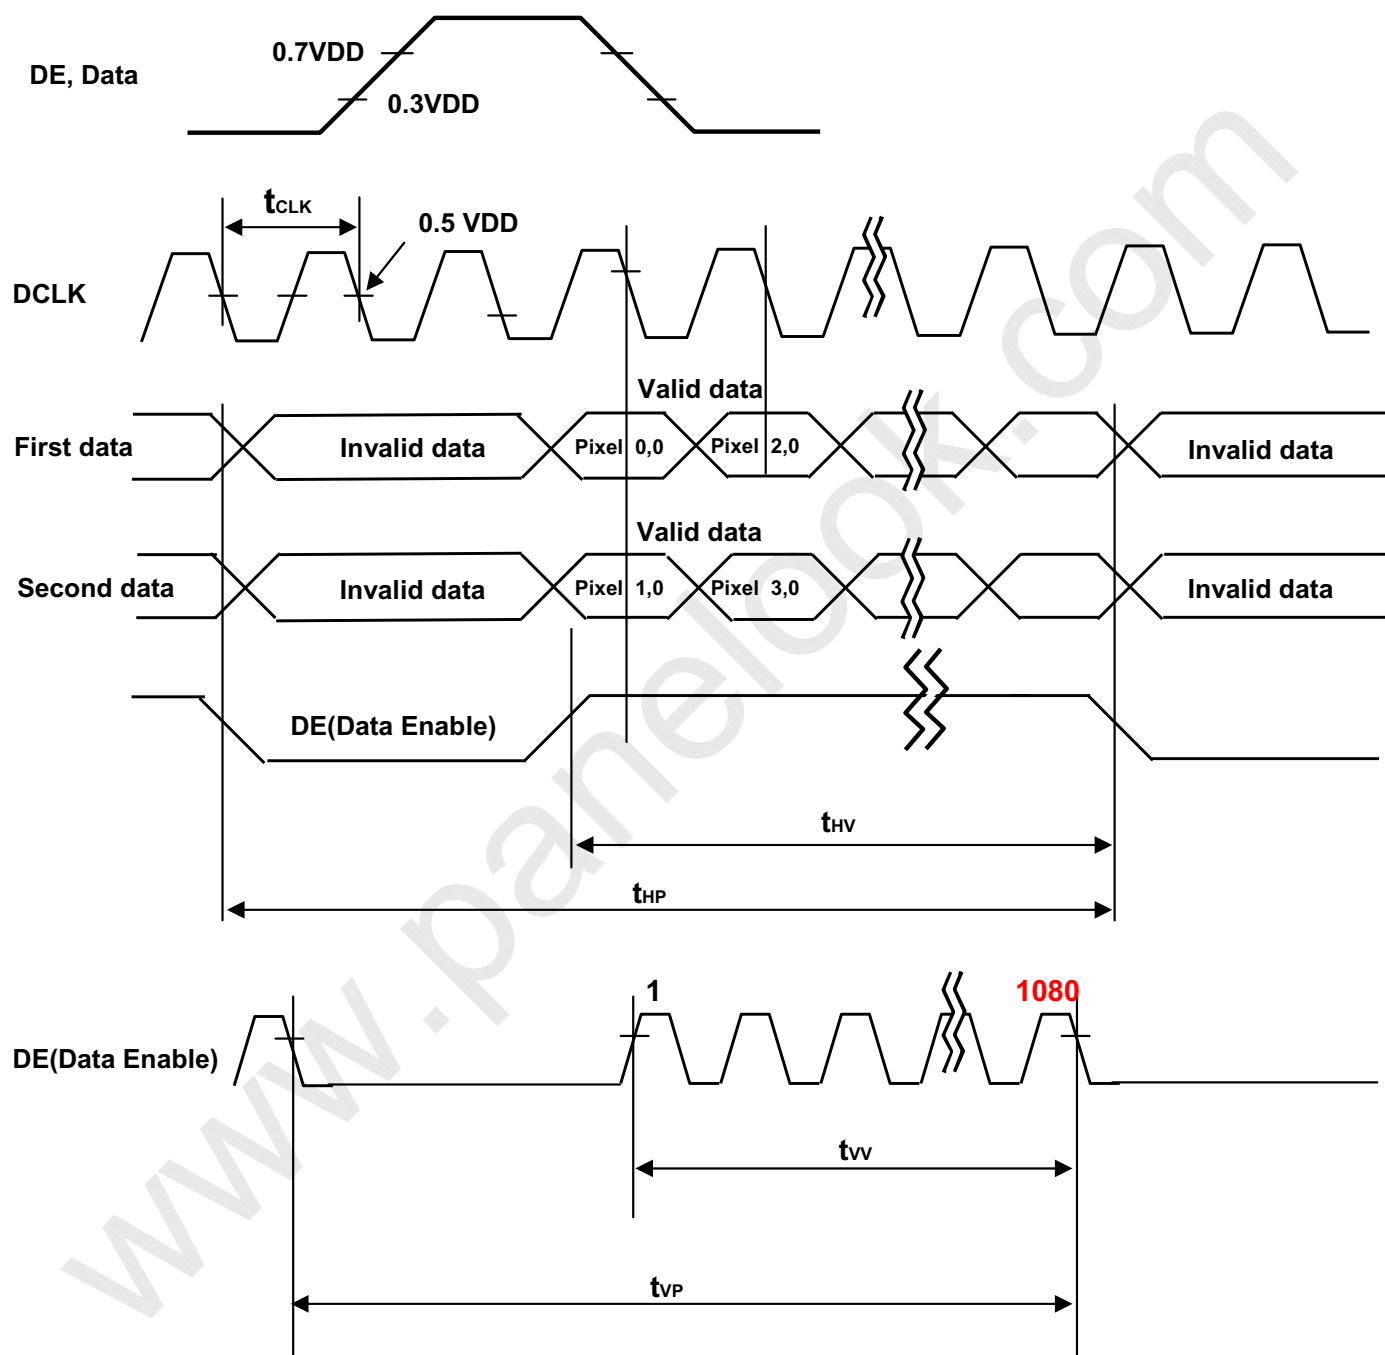 0.7VDD
DE, Data
0.3VDD
tCLK
0.5 VDD
DCLK
Valid data
First data
Invalid data
Pixel 0,0
Pixel 2,0
Invalid data
Valid data
Second data
Invalid data
Pixel 1,0
Pixel 3,0
Invalid data
DE(Data Enable)
tHV
tHP
1
1080
DE(Data Enable)
tVV
tVP
www.panelook.com